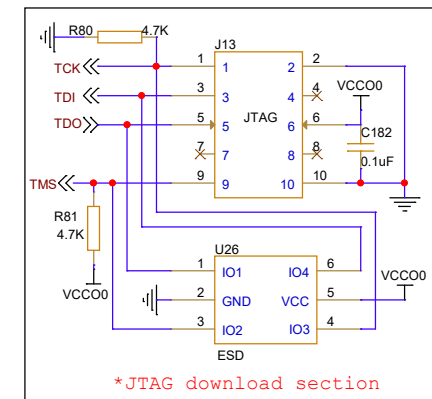 R80 4.7K
J13
TCK 1 1 2 2
VCCO0
TDI 3 3 4 4
JTAG
TDO 5 5 6 6
C182
7 7 8 8
0.1uF
TMS 9 9 10 10
R81
4.7K
U26
1 IO1 IO4 6
VCCO0
2 GND VCC 5
VCCO0
3 IO2 IO3 4
ESD
*JTAG download section